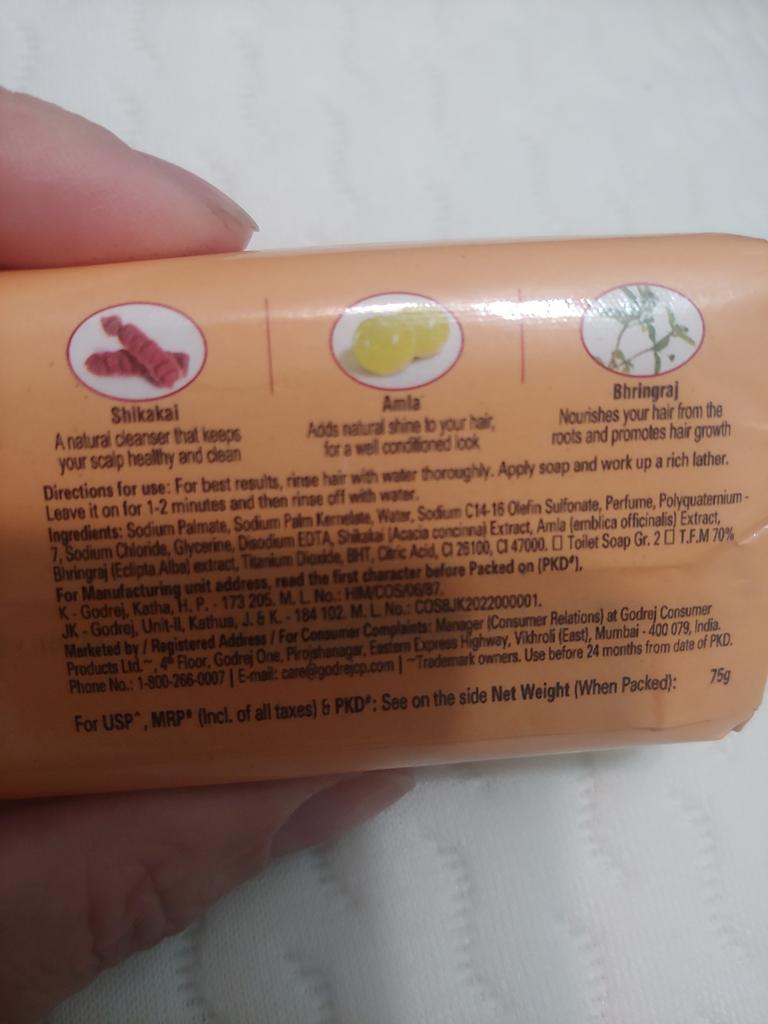 Shikakai
A natural cleanser that keeps
your scalp healthy and clean
Amla
Adds natural shine to your hair,
for a well conditioned look
Bhringraj
Nourishes your hair from the
roots and promotes hair growth
Directions for use: For best results, rinse hair with water thoroughly. Apply soap and work up a rich lather.
Leave it on for 1-2 minutes and then rinse off with water.
Ingredients: Sodium Palmate, Sodium Palm Kernelate, Water, Sodium C14-16 Olefin Sulfonate, Perfume, Polyquaternium -
7, Sodium Chloride, Glycerine, Disodium EDTA, Shikakai (Acacia concinna) Extract, Amla (emblica officinalis) Extract,
Bhringraj (Eclipta Alba) extract, Titanium Dioxide, BHT, Citric Acid, CI 26100, CI 47000. □ Toilet Soap Gr. 2 □ T.F.M 70%
For Manufacturing unit address, read the first character before Packed on (PKD#),
K - Godrej, Katha, H. P. - 173 205. M. L. No.: HIM/COS/06/87.
JK - Godrej, Unit-II, Kathua, J. & K. - 184 102. M. L. No.: COS8JK2022000001.
Marketed by / Registered Address / For Consumer Complaints: Manager (Consumer Relations) at Godrej Consumer
Products Ltd.~, 4th Floor, Godrej One, Pirojshanagar, Eastern Express Highway, Vikhroli (East), Mumbai - 400 079, India.
Phone No.: 1-800-266-0007 | E-mail: care@godrejcp.com | ~Trademark owners. Use before 24 months from date of PKD.
For USP^, MRP* (Incl. of all taxes) & PKD#: See on the side Net Weight (When Packed): 75g